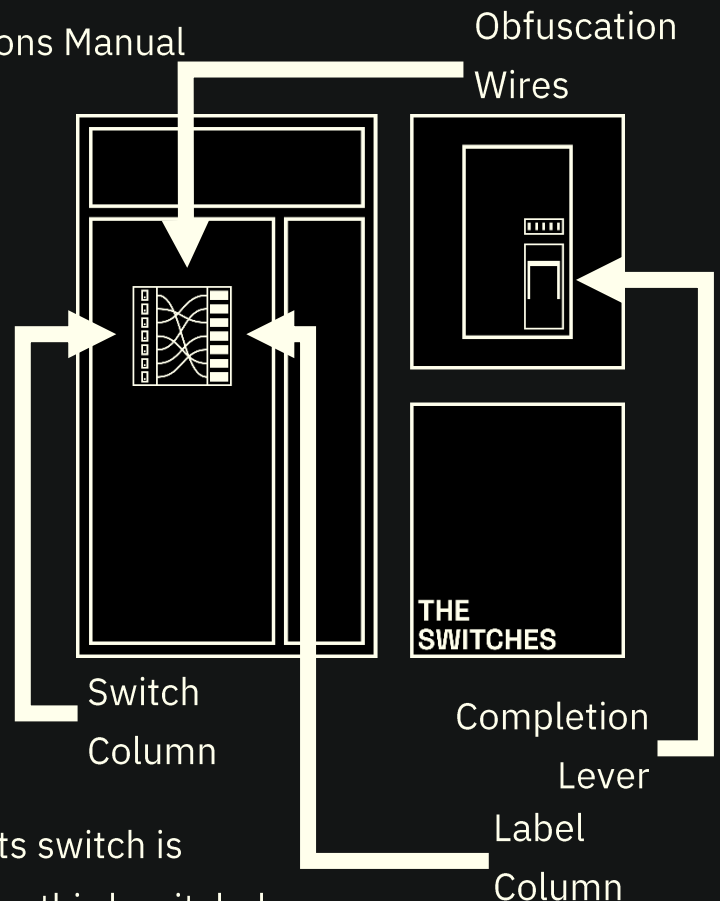 ons Manual
Obfuscation
Wires
THE
SWITCHES
Switch
Column
Completion
Lever
Label
Column
ts switch is